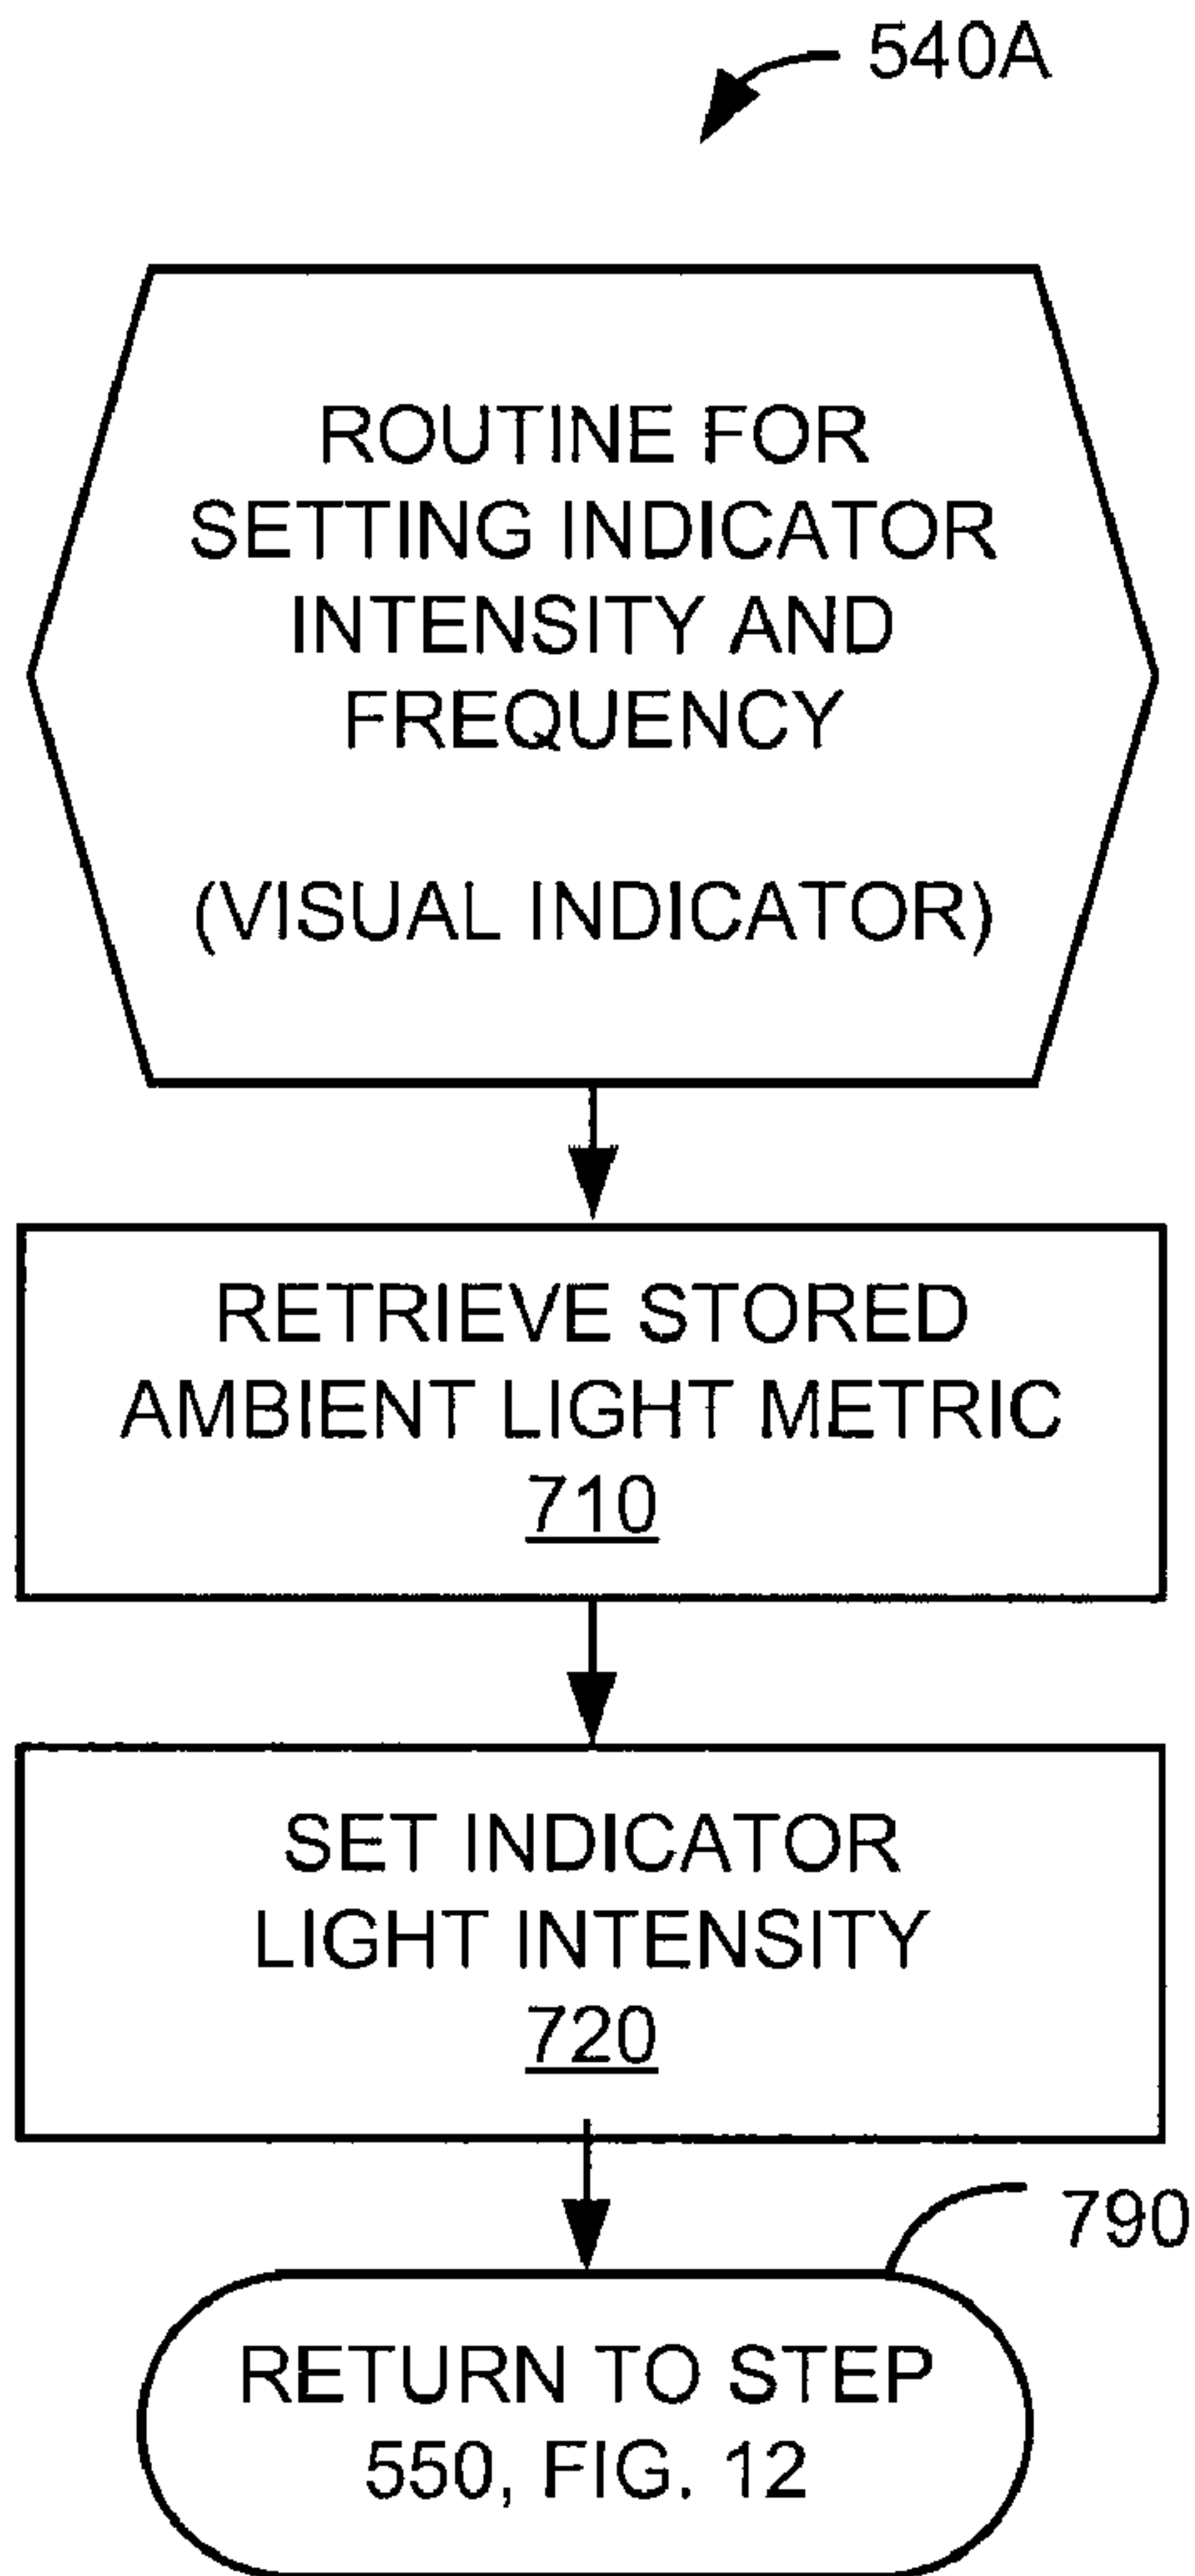 540A
ROUTINE FOR
SETTING INDICATOR
INTENSITY AND
FREQUENCY
(VISUAL INDICATOR)
RETRIEVE STORED
AMBIENT LIGHT METRIC
710
SET INDICATOR
LIGHT INTENSITY
720
790
RETURN TO STEP
550, FIG. 12